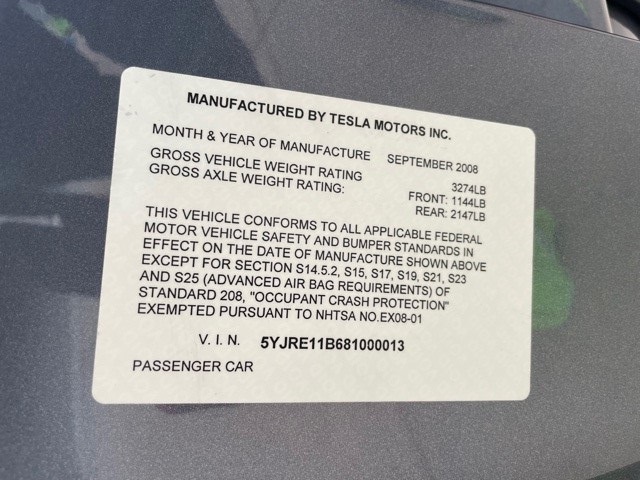 MANUFACTURED BY TESLA MOTORS INC.
MONTH & YEAR OF MANUFACTURE SEPTEMBER 2008
GROSS VEHICLE WEIGHT RATING 3274LB
GROSS AXLE WEIGHT RATING: FRONT: 1144LB
REAR: 2147LB
THIS VEHICLE CONFORMS TO ALL APPLICABLE FEDERAL
MOTOR VEHICLE SAFETY AND BUMPER STANDARDS IN
EFFECT ON THE DATE OF MANUFACTURE SHOWN ABOVE
EXCEPT FOR SECTION S14.5.2, S15, S17, S19, S21, S23
AND S25 (ADVANCED AIR BAG REQUIREMENTS) OF
STANDARD 208, "OCCUPANT CRASH PROTECTION"
EXEMPTED PURSUANT TO NHTSA NO.EX08-01
V. I. N. 5YJRE11B681000013
PASSENGER CAR